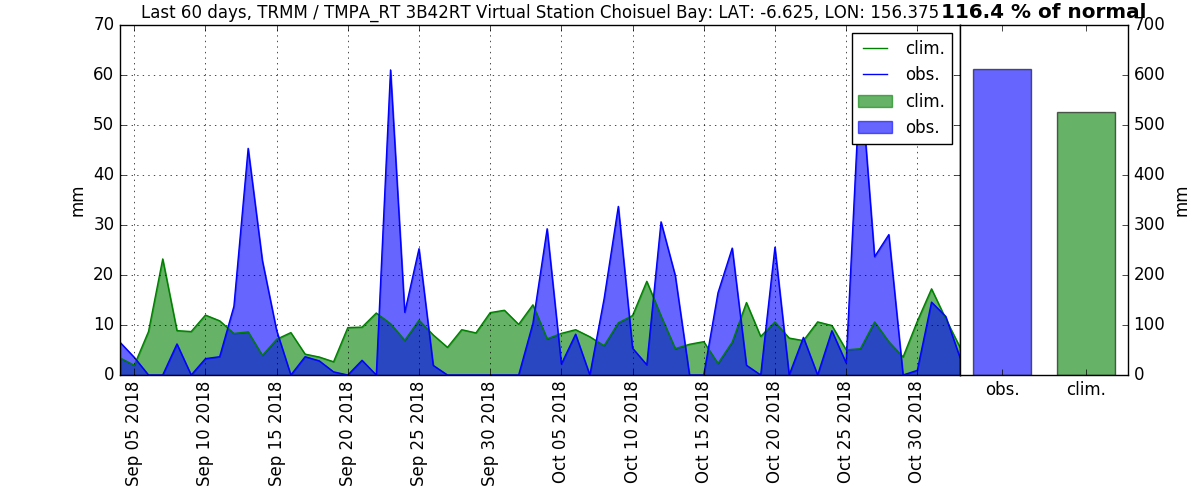 Last 60 days, TRMM / TMPA_RT 3B42RT Virtual Station Choisuel Bay: LAT: -6.625, LON: 156.375
116.4 % of normal
70
60
50
40
30
20
10
0
mm
clim.
obs.
clim.
obs.
Sep 05 2018
Sep 10 2018
Sep 15 2018
Sep 20 2018
Sep 25 2018
Sep 30 2018
Oct 05 2018
Oct 10 2018
Oct 15 2018
Oct 20 2018
Oct 25 2018
Oct 30 2018
700
600
500
400
300
200
100
0
mm
obs.
clim.